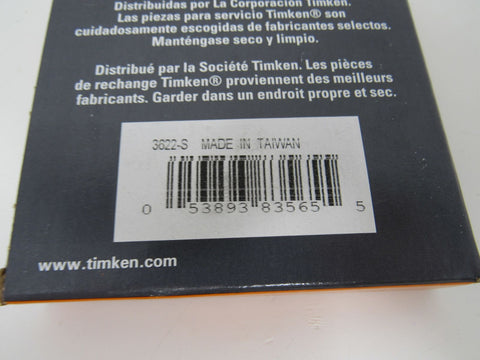 Distribuidas por La Corporación Timken.
Las piezas para servicio Timken® son
cuidadosamente escogidas de fabricantes selectos.
Manténgase seco y limpio.
Distribué par la Société Timken. Les pièces
de rechange Timken® proviennent des meilleurs
fabricants. Garder dans un endroit propre et sec.
3622-S MADE IN TAIWAN
0 53893 83565 5
www.timken.com